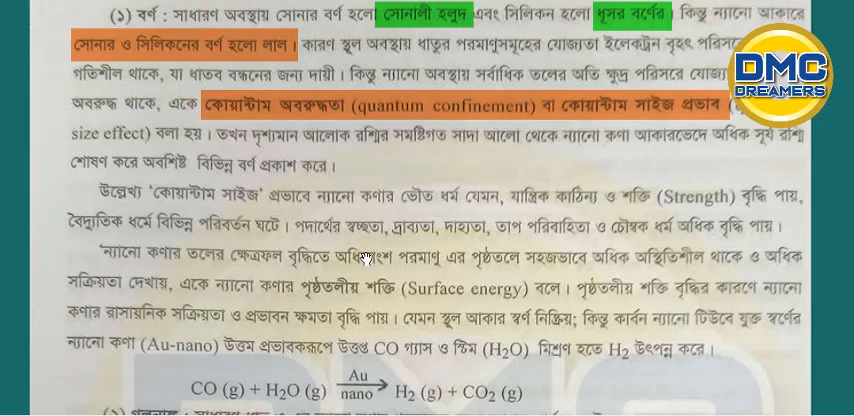 (১) বর্ণ : সাধারণ অবস্থায় সোনার বর্ণ হলো সোনালী হলুদ এবং সিলিকন হলো ধূসর বর্ণের। কিন্তু ন্যানো আকারে
সোনার ও সিলিকনের বর্ণ হলো লাল। কারণ স্থূল অবস্থায় ধাতুর পরমাণুসমূহের যোজ্যতা ইলেকট্রন বৃহৎ
গতিশীল থাকে, যা ধাতব বন্ধনের জন্য দায়ী। কিন্তু ন্যানো অবস্থায় সর্বাধিক তলের অতি ক্ষুদ্র পরিসরে
অবরুদ্ধ থাকে, একে কোয়ান্টাম অবরুদ্ধতা (quantum confinement) বা কোয়ান্টাম সাইজ প্রভাব
size effect) বলা হয়। তখন দৃশ্যমান আলোক রশ্মির সমষ্টিগত সাদা আলো থেকে ন্যানো কণা আকারভেদে অধিক সূর্য রশ্মি
শোষণ করে অবশিষ্ট বিভিন্ন বর্ণ প্রকাশ করে।
উল্লেখ্য ‘কোয়ান্টাম সাইজ’ প্রভাবে ন্যানো কণার ভৌত ধর্ম যেমন, যান্ত্রিক কাঠিন্য ও শক্তি (Strength) বৃদ্ধি পায়,
বৈদ্যুতিক ধর্মে বিভিন্ন পরিবর্তন ঘটে। পদার্থের স্বচ্ছতা, দ্রাব্যতা, দাহ্যতা, তাপ পরিবাহিতা ও চৌম্বক ধর্ম অধিক বৃদ্ধি পায়।
ন্যানো কণার তলের ক্ষেত্রফল বৃদ্ধিতে অধিকাংশ পরমাণু এর পৃষ্ঠতলে সহজভাবে অধিক অস্থিতিশীল থাকে ও অধিক
সক্রিয়তা দেখায়, একে ন্যানো কণার পৃষ্ঠতলীয় শক্তি (Surface energy) বলে। পৃষ্ঠতলীয় শক্তি বৃদ্ধির কারণে ন্যানো
কণার রাসায়নিক সক্রিয়তা ও প্রভাবন ক্ষমতা বৃদ্ধি পায়। যেমন স্থূল আকার স্বর্ণ নিষ্ক্রিয়; কিন্তু কার্বন ন্যানো টিউবে যুক্ত স্বর্ণের
ন্যানো কণা (Au-nano) উত্তম প্রভাবকরূপে উত্তপ্ত CO গ্যাস ও স্টিম (H₂O) মিশ্রণ হতে H₂ উৎপন্ন করে।
CO (g) + H₂O (g) Au nano → H₂ (g) + CO₂ (g)
DMC
DREAMERS